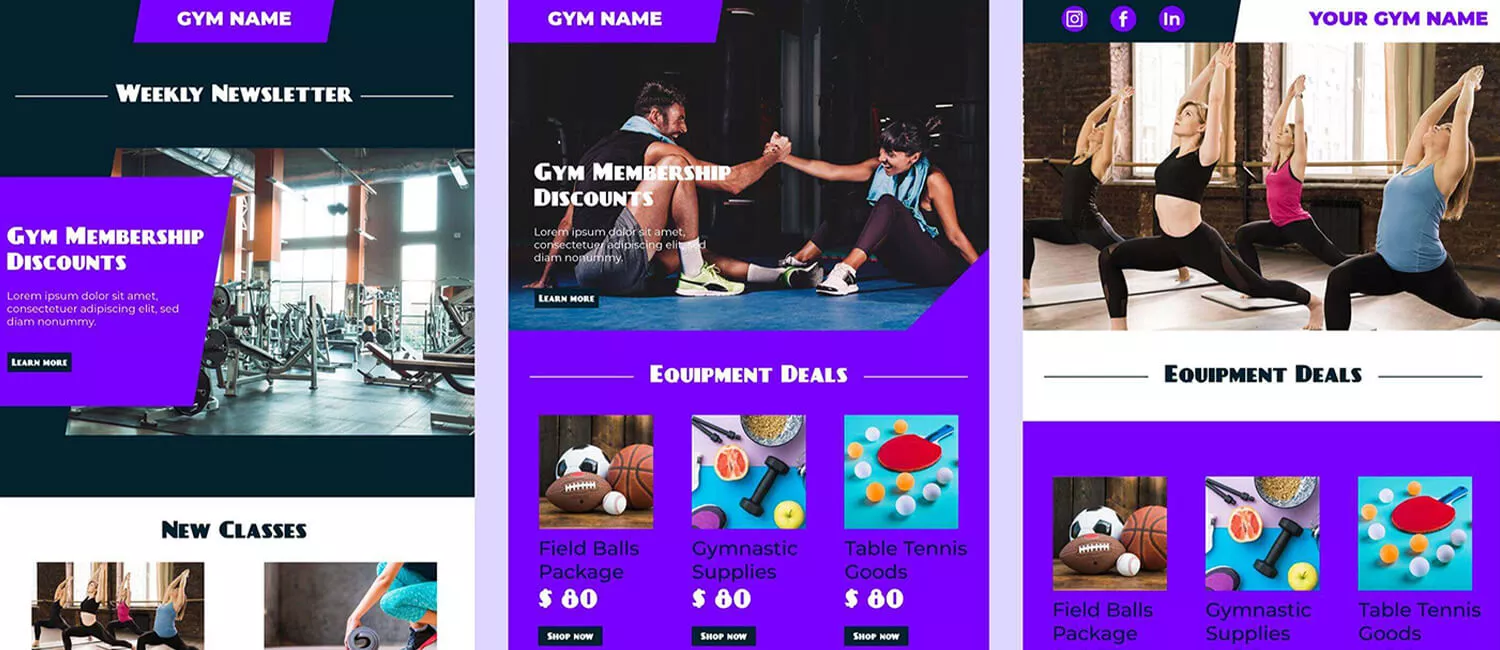 GYM NAME
Weekly Newsletter
Gym Membership
Discounts
Lorem ipsum dolor sit amet,
consectetuer adipiscing elit, sed
diam nonummy.
Learn more
New Classes
GYM NAME
Gym Membership
Discounts
Lorem ipsum dolor sit amet,
consectetuer adipiscing elit, sed
diam nonummy.
Learn more
Equipment Deals
Field Balls
Package
$ 80
Shop now
Gymnastic
Supplies
$ 80
Shop now
Table Tennis
Goods
$ 80
Shop now
YOUR GYM NAME
Equipment Deals
Field Balls
Package
Gymnastic
Supplies
Table Tennis
Goods